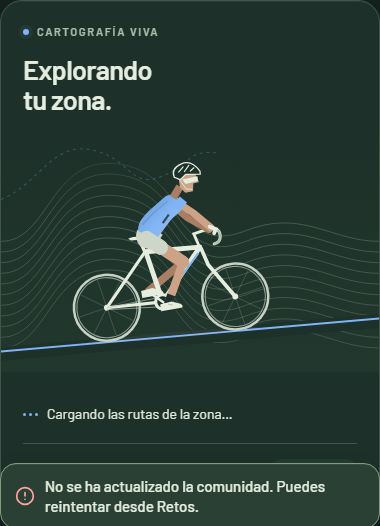 CARTOGRAFÍA VIVA
Explorando
tu zona.
Cargando las rutas de la zona...
No se ha actualizado la comunidad. Puedes
reintentar desde Retos.